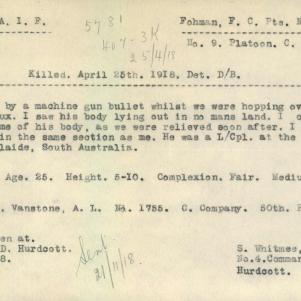 A.I.F.
5781
407-3K
25/4/18
Fohman, F. C. Pte. N
No. 9. Platoon. C.
Killed. April 25th. 1918. Det. D/B.
by a machine gun bullet whilst we were hopping ov
ux. I saw his body lying out in no mans land. I c
me of his body, as we were relieved soon after. I
in the same section as me. He was a L/Cpl. at the
laide, South Australia.
Age. 25. Height. 5-10. Complexion. Fair. Mediu
. Vanstone, A. L. No. 1755. C. Company. 50th.
en at.
D. Hurdcott.
8.
Sent
21/11/18.
S. Whitmee,
No.4.Comman
Hurdcott.